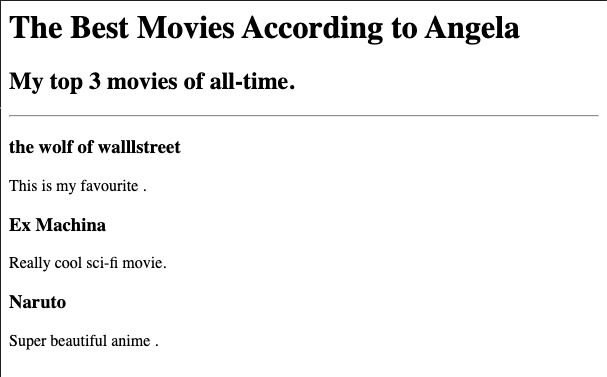 The Best Movies According to Angela
My top 3 movies of all-time.
the wolf of walllstreet
This is my favourite .
Ex Machina
Really cool sci-fi movie.
Naruto
Super beautiful anime .